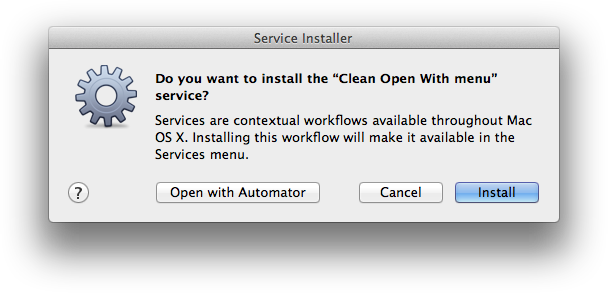 Service Installer
Do you want to install the “Clean Open With menu”
service?
Services are contextual workflows available throughout Mac
OS X. Installing this workflow will make it available in the
Services menu.
?
Open with Automator
Cancel
Install